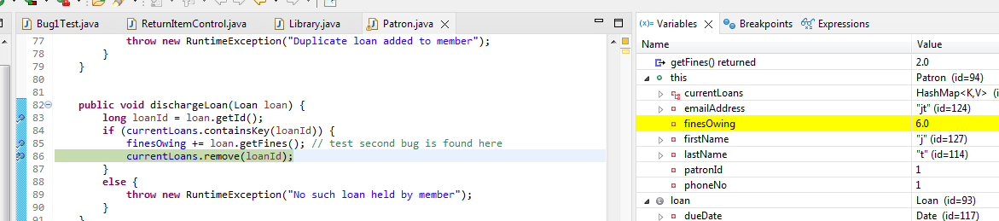 Bug1Test.java ReturnItemControl.java Library.java Patron.java
77 throw new RuntimeException("Duplicate loan added to member");
78 }
79 }
80
81
82 public void dischargeLoan(Loan loan) {
83 long loanId = loan.getId();
84 if (currentLoans.containsKey(loanId)) {
85 finesOwing += loan.getFines(); // test second bug is found here
86 currentLoans.remove(loanId);
87 }
88 else {
89 throw new RuntimeException("No such loan held by member");
90 }
91 }
(x)= Variables Breakpoints Expressions
Name Value
getFines() returned 2.0
this Patron (id=94)
currentLoans HashMap<K,V> (i
emailAddress "jt" (id=124)
finesOwing 6.0
firstName "j" (id=127)
lastName "t" (id=114)
patronId 1
phoneNo 1
loan Loan (id=93)
dueDate Date (id=117)